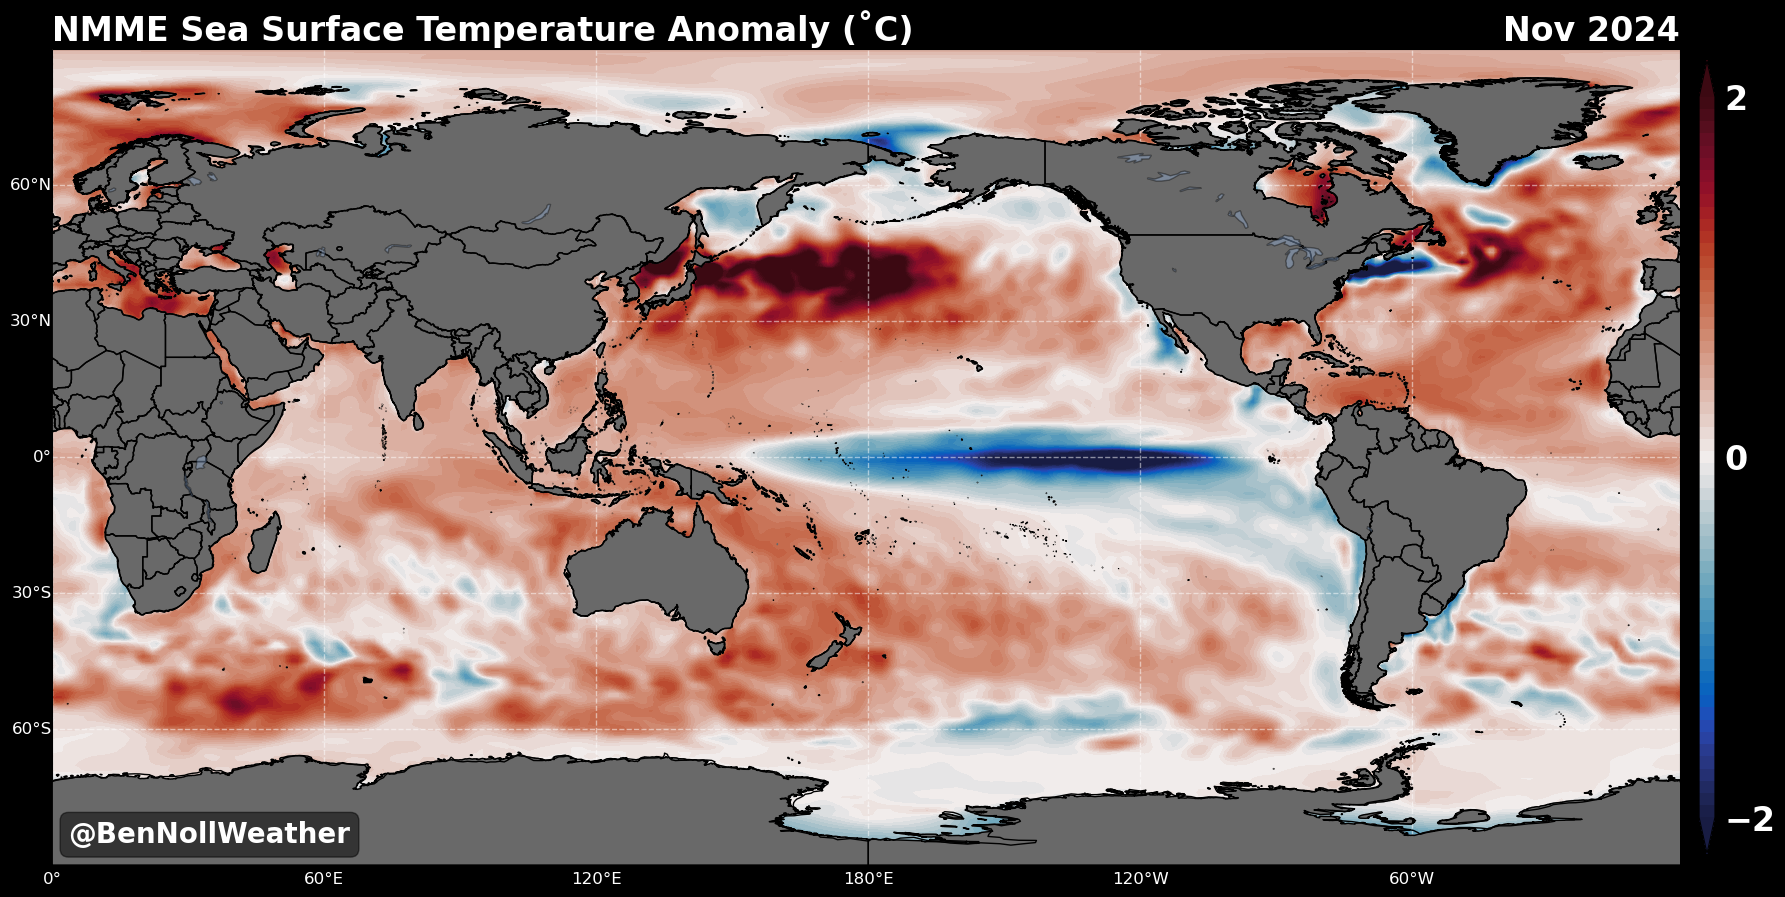 NMME Sea Surface Temperature Anomaly (˚C)
Nov 2024
2
0
−2
60°N
30°N
0°
30°S
60°S
@BenNollWeather
0°
60°E
120°E
180°E
120°W
60°W